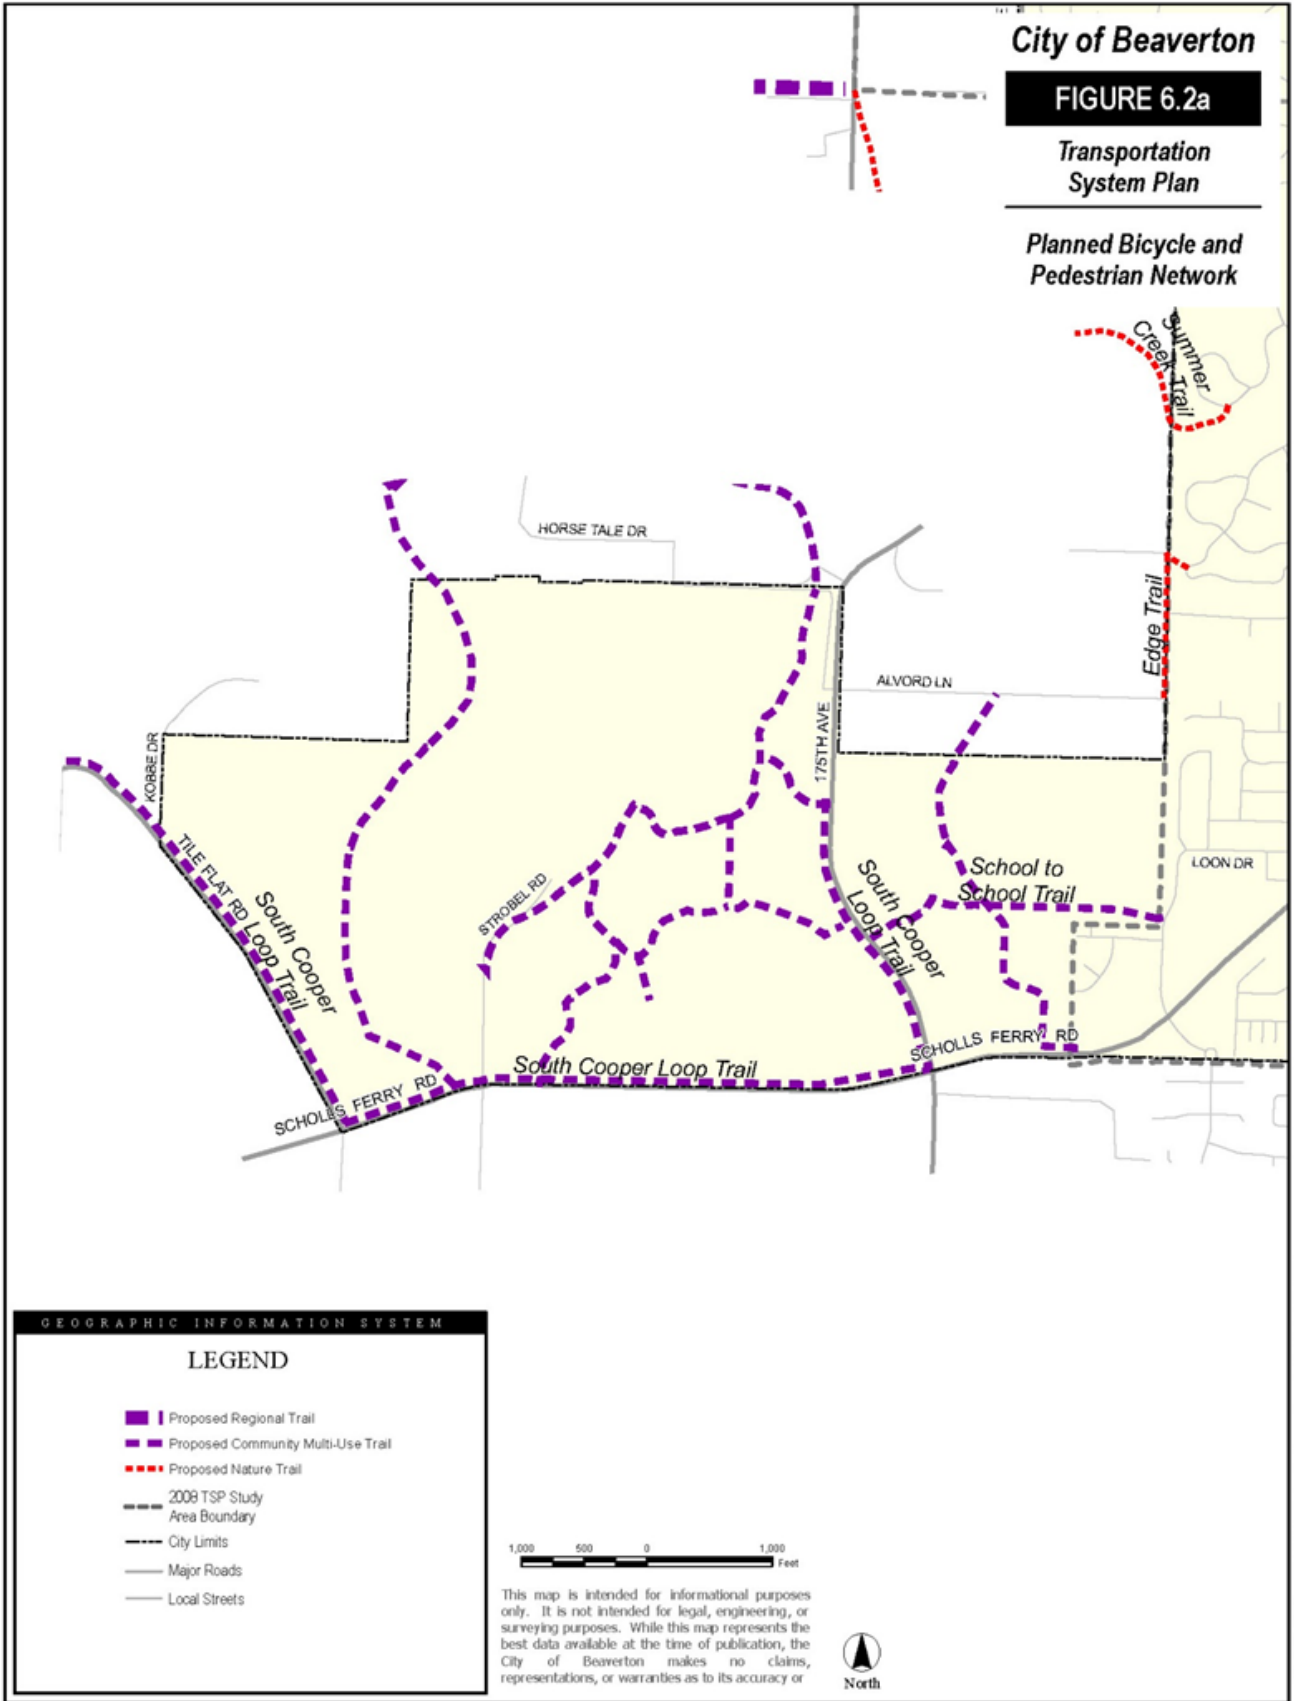 City of Beaverton
FIGURE 6.2a
Transportation
System Plan
Planned Bicycle and
Pedestrian Network
Summer
Creek Trail
HORSE TALE DR
Edge Trail
ALVORD LN
175TH AVE
KOBBE DR
TILE FLAT RD
South Cooper
Loop Trail
STROBEL RD
School to
School Trail
LOON DR
South Cooper
Loop Trail
SCHOLLS FERRY RD
South Cooper Loop Trail
SCHOLLS FERRY RD
GEOGRAPHIC INFORMATION SYSTEM
LEGEND
Proposed Regional Trail
Proposed Community Multi-Use Trail
Proposed Nature Trail
2008 TSP Study
Area Boundary
City Limits
Major Roads
Local Streets
1,000 500 0 1,000
Feet
This map is intended for informational purposes
only. It is not intended for legal, engineering, or
surveying purposes. While this map represents the
best data available at the time of publication, the
City of Beaverton makes no claims,
representations, or warranties as to its accuracy or
North